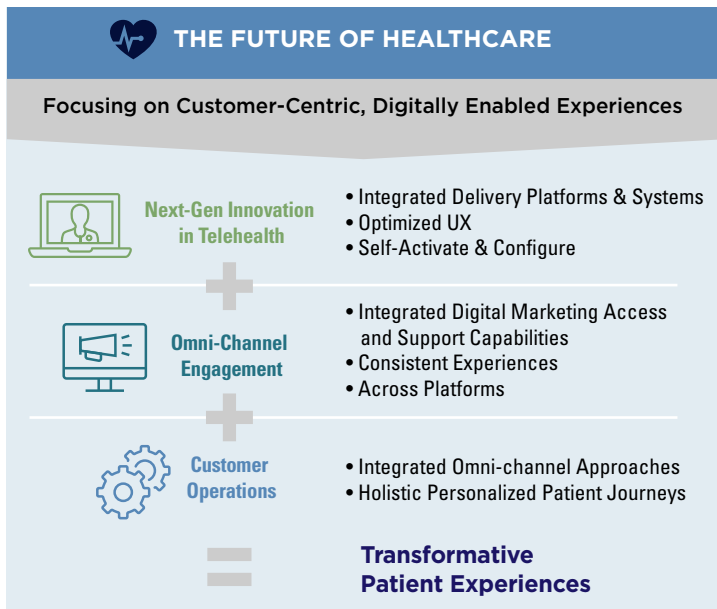 THE FUTURE OF HEALTHCARE
Focusing on Customer-Centric, Digitally Enabled Experiences
Next-Gen Innovation
in Telehealth
• Integrated Delivery Platforms & Systems
• Optimized UX
• Self-Activate & Configure
+
Omni-Channel
Engagement
• Integrated Digital Marketing Access
and Support Capabilities
• Consistent Experiences
• Across Platforms
+
Customer
Operations
• Integrated Omni-channel Approaches
• Holistic Personalized Patient Journeys
=
Transformative
Patient Experiences